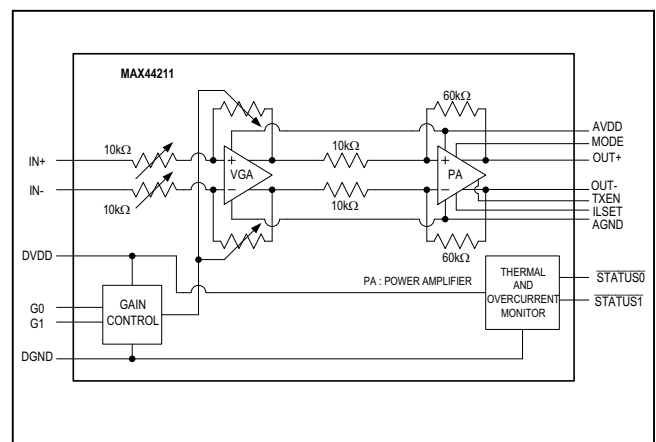 MAX44211
60kΩ
AVDD
MODE
10kΩ
10kΩ
IN+
VGA
PA
OUT+
IN-
OUT-
TXEN
10kΩ
10kΩ
ILSET
AGND
60kΩ
DVDD
PA : POWER AMPLIFIER
THERMAL
AND
OVERCURRENT
MONITOR
STATUS0
STATUS1
G0
G1
GAIN
CONTROL
DGND